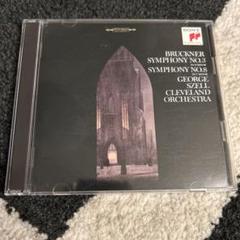 SONY
BRUCKNER
SYMPHONY NO.3
SYMPHONY NO.8
GEORGE
SZELL
CLEVELAND
ORCHESTRA